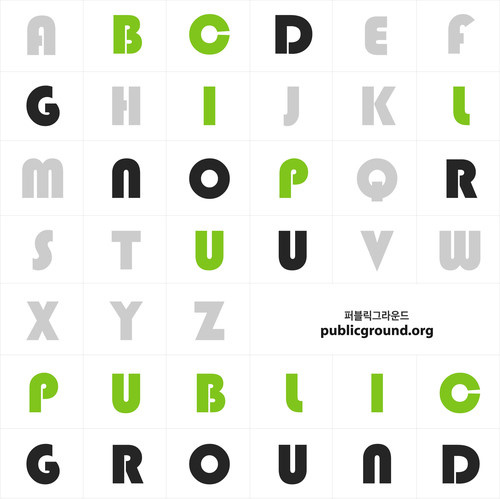 A B C D E F
G H I J K L
M N O P Q R
S T U U V W
X Y Z
퍼블릭그라운드
publicground.org
P U B L I C
G R O U N D